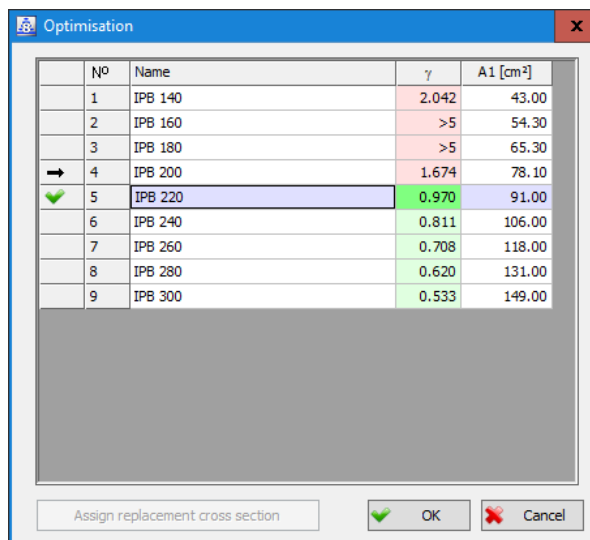 Optimisation
Nº Name γ A1 [cm²]
1 IPB 140 2.042 43.00
2 IPB 160 >5 54.30
3 IPB 180 >5 65.30
4 IPB 200 1.674 78.10
5 IPB 220 0.970 91.00
6 IPB 240 0.811 106.00
7 IPB 260 0.708 118.00
8 IPB 280 0.620 131.00
9 IPB 300 0.533 149.00
Assign replacement cross section OK Cancel